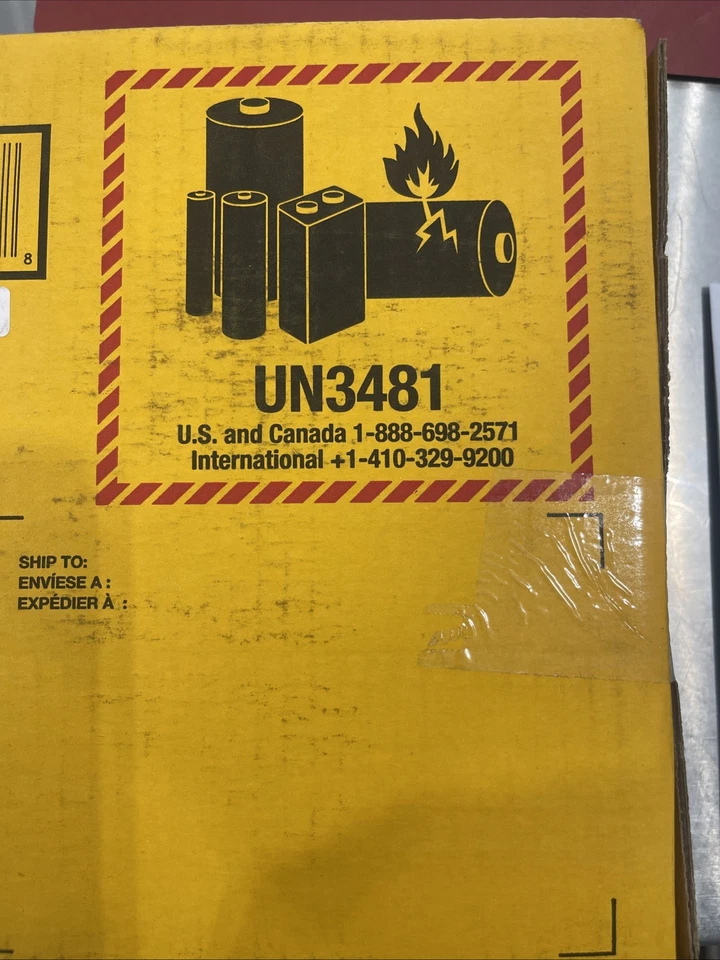 8
UN3481
U.S. and Canada 1-888-698-2571
International +1-410-329-9200
SHIP TO:
ENVÍESE A :
EXPÉDIER À :